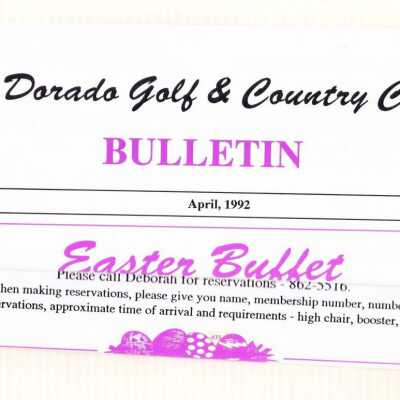 Dorado Golf & Country C
BULLETIN
April, 1992
Easter Buffet
Please call Deborah for reservations - 862-5516.
hen making reservations, please give you name, membership number, numbe
ervations, approximate time of arrival and requirements - high chair, booster,